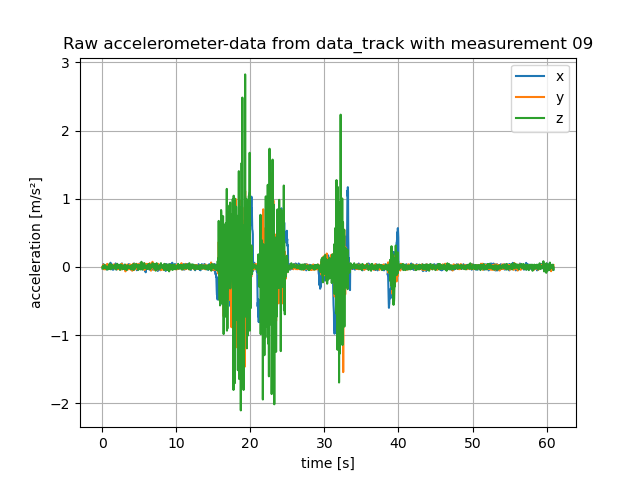 Raw accelerometer-data from data_track with measurement 09
3
2
1
0
−1
−2
acceleration [m/s²]
x
y
z
0 10 20 30 40 50 60
time [s]